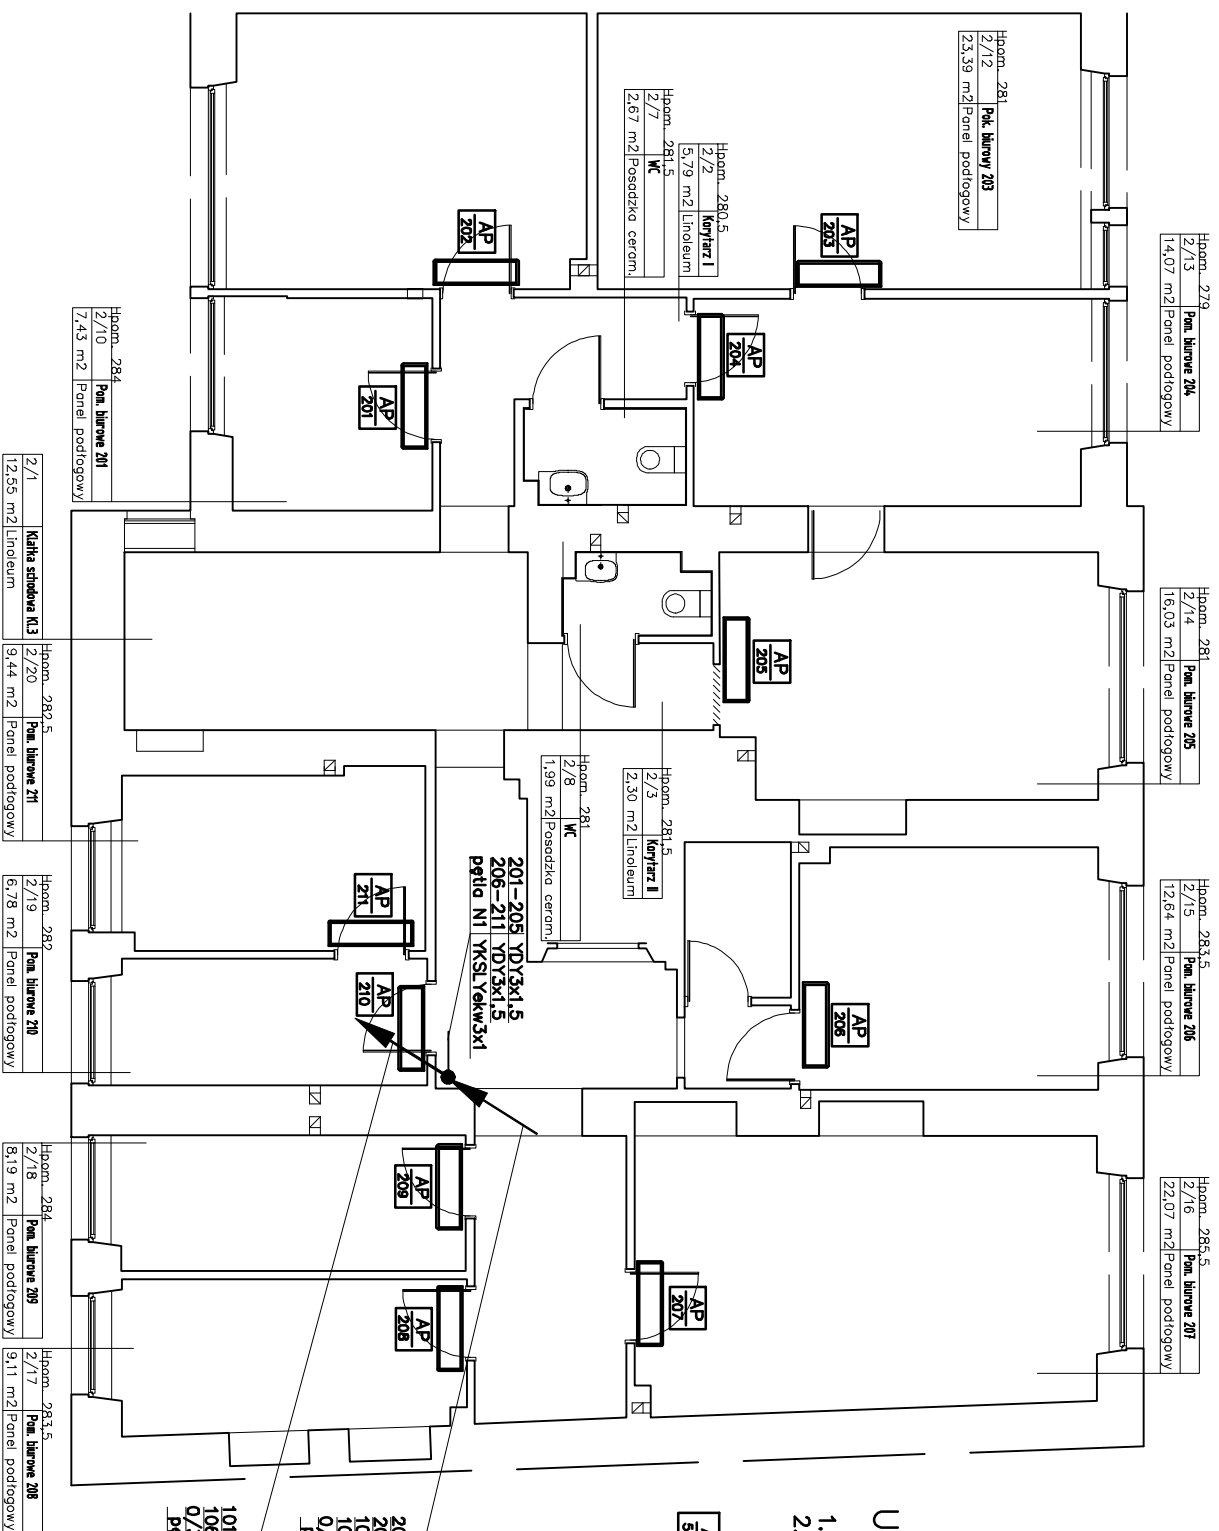 Hpom. 281
2/12 Pok. biurowy 203
23,39 m2 Panel podłogowy
Hpom. 281,5
2/7 WC
2,67 m2 Posadzka ceram.
Hpom. 280,5
2/2 Korytarz I
5,79 m2 Linoleum
Hpom. 279
2/13 Pom. biurowe 204
14,07 m2 Panel podłogowy
Hpom. 284
2/10 Pom. biurowe 201
7,43 m2 Panel podłogowy
2/1 Klatka schodowa Kl.3
12,55 m2 Linoleum
Hpom. 281
2/14 Pom. biurowe 205
16,03 m2 Panel podłogowy
Hpom. 282,5
2/20 Pom. biurowe 211
9,44 m2 Panel podłogowy
Hpom. 281
2/8 WC
1,99 m2 Posadzka ceram.
Hpom. 281,5
2/3 Korytarz II
2,30 m2 Linoleum
Hpom. 283,5
2/15 Pom. biurowe 206
12,64 m2 Panel podłogowy
Hpom. 282
2/19 Pom. biurowe 210
6,78 m2 Panel podłogowy
Hpom. 284
2/18 Pom. biurowe 209
8,19 m2 Panel podłogowy
Hpom. 285,5
2/16 Pom. biurowe 207
22,07 m2 Panel podłogowy
Hpom. 283,5
2/17 Pom. biurowe 208
9,11 m2 Panel podłogowy
AP
202
AP
203
AP
204
AP
201
AP
205
AP
211
AP
210
AP
206
AP
209
AP
208
AP
207
201-205 YDY3x1,5
206-211 YDY3x1,5
pętla N1 YKSLYekw3x1
U
1.
2.